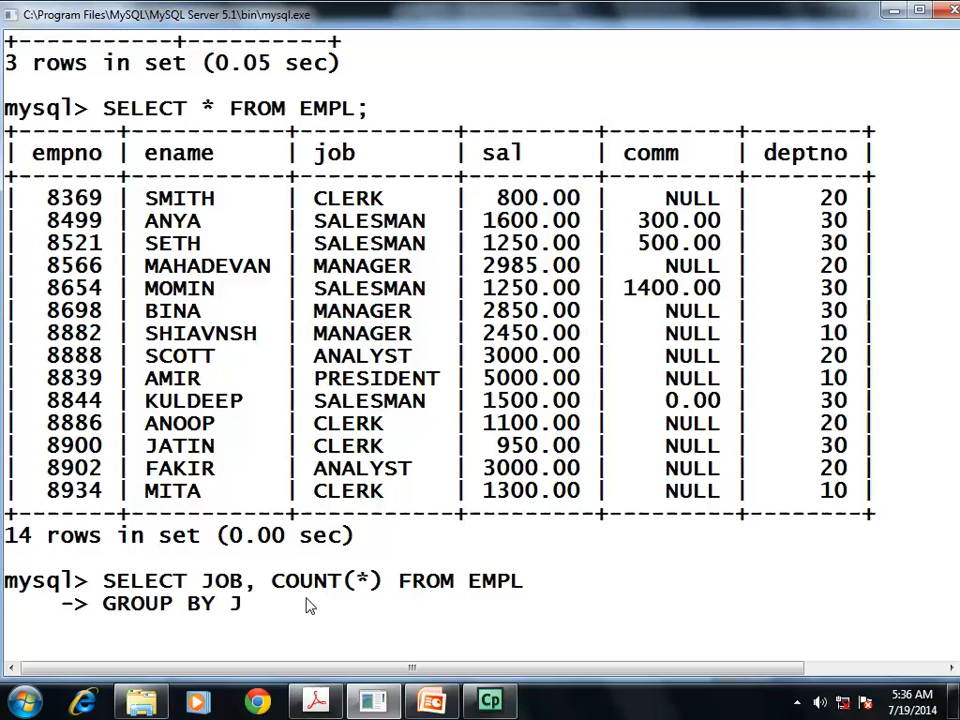 C:\Program Files\MySQL\MySQL Server 5.1\bin\mysql.exe
+-----------+----------+
3 rows in set (0.05 sec)
mysql> SELECT * FROM EMPL;
+-------+-----------+-----------+---------+---------+--------+
| empno | ename     | job       | sal     | comm    | deptno |
+-------+-----------+-----------+---------+---------+--------+
|  8369 | SMITH     | CLERK     |  800.00 |    NULL |     20 |
|  8499 | ANYA      | SALESMAN  | 1600.00 |  300.00 |     30 |
|  8521 | SETH      | SALESMAN  | 1250.00 |  500.00 |     30 |
|  8566 | MAHADEVAN | MANAGER   | 2985.00 |    NULL |     20 |
|  8654 | MOMIN     | SALESMAN  | 1250.00 | 1400.00 |     30 |
|  8698 | BINA      | MANAGER   | 2850.00 |    NULL |     30 |
|  8882 | SHIAVNSH  | MANAGER   | 2450.00 |    NULL |     10 |
|  8888 | SCOTT     | ANALYST   | 3000.00 |    NULL |     20 |
|  8839 | AMIR      | PRESIDENT | 5000.00 |    NULL |     10 |
|  8844 | KULDEEP   | SALESMAN  | 1500.00 |    0.00 |     30 |
|  8886 | ANOOP     | CLERK     | 1100.00 |    NULL |     20 |
|  8900 | JATIN     | CLERK     |  950.00 |    NULL |     30 |
|  8902 | FAKIR     | ANALYST   | 3000.00 |    NULL |     20 |
|  8934 | MITA      | CLERK     | 1300.00 |    NULL |     10 |
+-------+-----------+-----------+---------+---------+--------+
14 rows in set (0.00 sec)
mysql> SELECT JOB, COUNT(*) FROM EMPL
    -> GROUP BY J
Cp
5:36 AM
7/19/2014